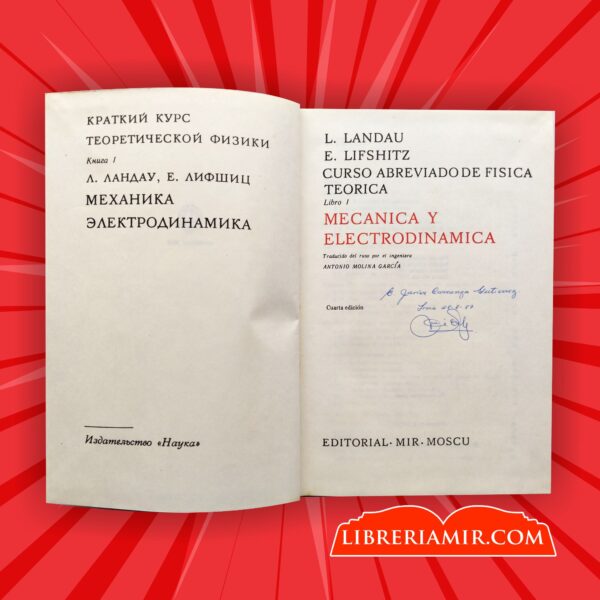 КРАТКИЙ КУРС
ТЕОРЕТИЧЕСКОЙ ФИЗИКИ
Книга 1
Л. ЛАНДАУ, Е. ЛИФШИЦ
МЕХАНИКА
ЭЛЕКТРОДИНАМИКА
Издательство «Наука»
L. LANDAU
E. LIFSHITZ
CURSO ABREVIADO DE FISICA
TEORICA
Libro 1
MECANICA Y
ELECTRODINAMICA
Traducido del ruso por el ingeniero
ANTONIO MOLINA GARCÍA
Cuarta edición
EDITORIAL · MIR · MOSCU
LIBRERIAMIR.COM